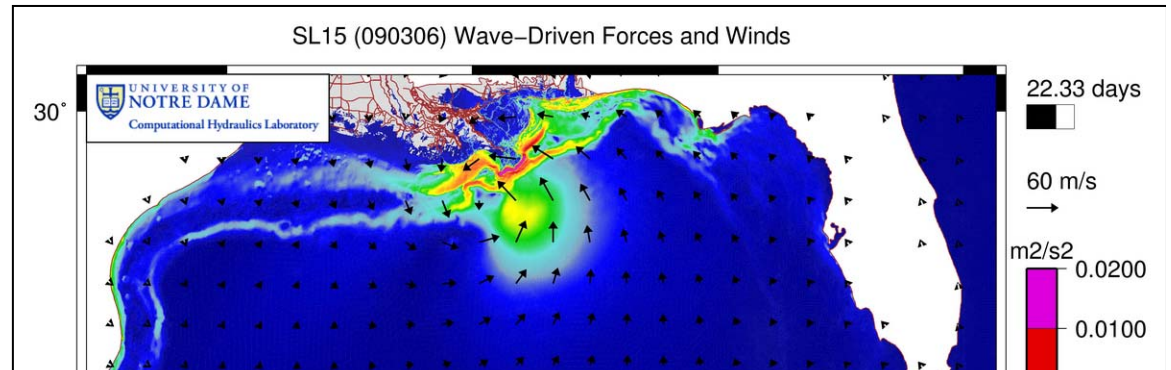 SL15 (090306) Wave−Driven Forces and Winds
UNIVERSITY OF
NOTRE DAME
Computational Hydraulics Laboratory
30°
22.33 days
60 m/s
m2/s2
0.0200
0.0100